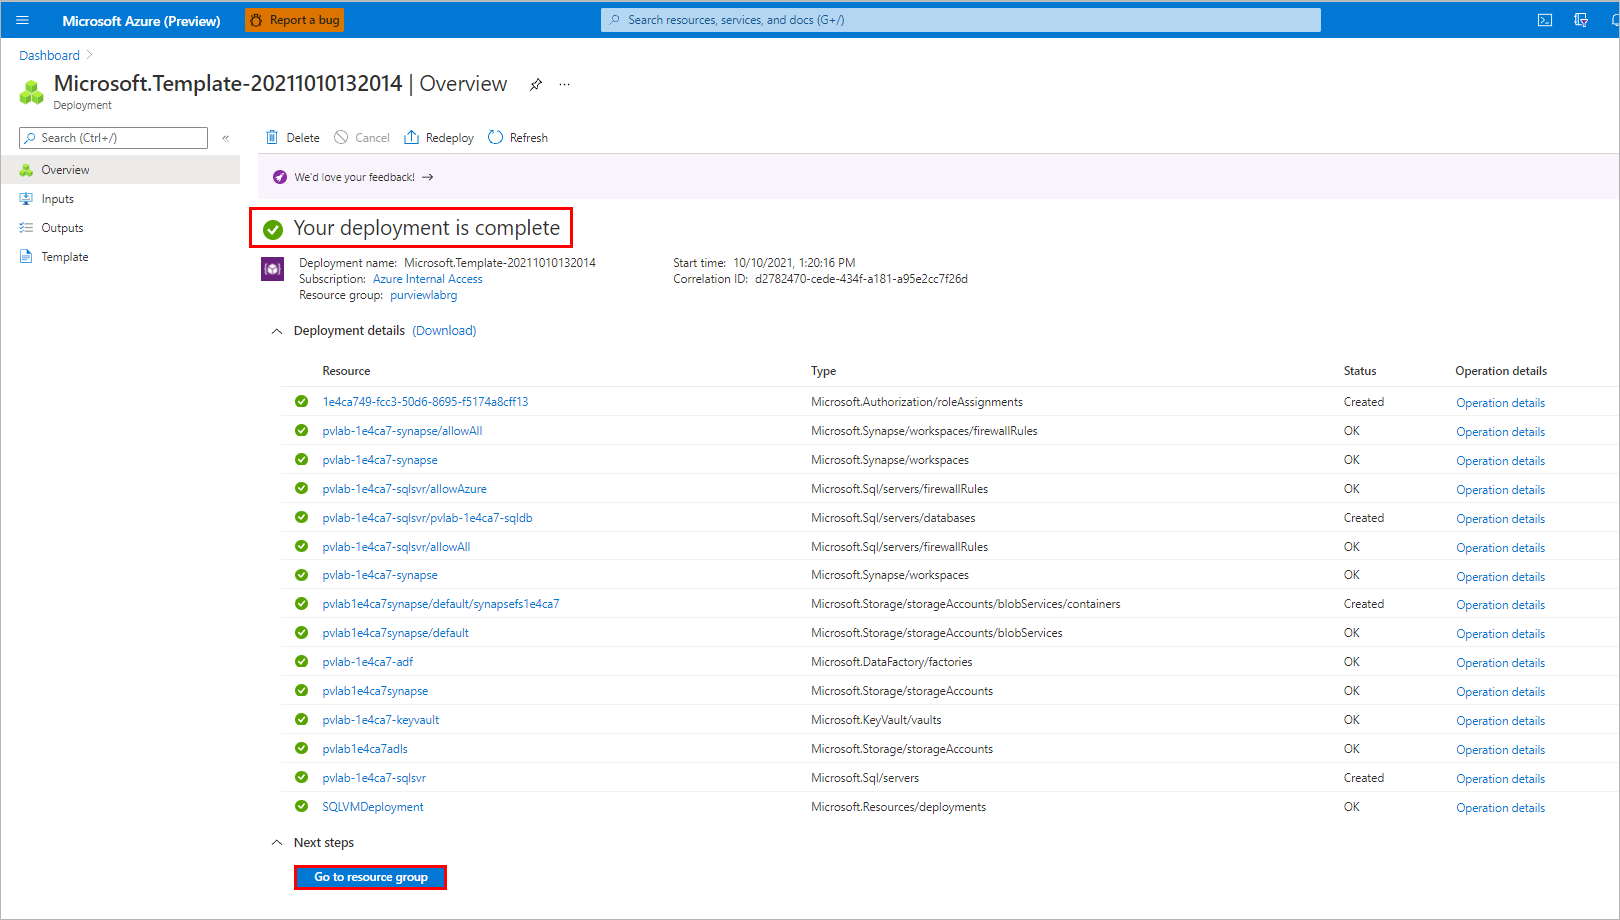 Microsoft Azure (Preview) Report a bug Search resources, services, and docs (G+/)
Dashboard
Microsoft.Template-20211010132014 | Overview ...
Deployment
Search (Ctrl+/) «
Delete Cancel Redeploy Refresh
Overview
Inputs
Outputs
Template
We'd love your feedback! →
Your deployment is complete
Deployment name: Microsoft.Template-20211010132014
Subscription: Azure Internal Access
Resource group: purviewlabrg
Start time: 10/10/2021, 1:20:16 PM
Correlation ID: d2782470-cede-434f-a181-a95e2cc7f26d
Deployment details (Download)
Resource Type Status Operation details
1e4ca749-fcc3-50d6-8695-f5174a8cff13 Microsoft.Authorization/roleAssignments Created Operation details
pvlab-1e4ca7-synapse/allowAll Microsoft.Synapse/workspaces/firewallRules OK Operation details
pvlab-1e4ca7-synapse Microsoft.Synapse/workspaces OK Operation details
pvlab-1e4ca7-sqlsvr/allowAzure Microsoft.Sql/servers/firewallRules OK Operation details
pvlab-1e4ca7-sqlsvr/pvlab-1e4ca7-sqldb Microsoft.Sql/servers/databases Created Operation details
pvlab-1e4ca7-sqlsvr/allowAll Microsoft.Sql/servers/firewallRules OK Operation details
pvlab-1e4ca7-synapse Microsoft.Synapse/workspaces OK Operation details
pvlab1e4ca7synapse/default/synapsefs1e4ca7 Microsoft.Storage/storageAccounts/blobServices/containers Created Operation details
pvlab1e4ca7synapse/default Microsoft.Storage/storageAccounts/blobServices OK Operation details
pvlab-1e4ca7-adf Microsoft.DataFactory/factories OK Operation details
pvlab1e4ca7synapse Microsoft.Storage/storageAccounts OK Operation details
pvlab-1e4ca7-keyvault Microsoft.KeyVault/vaults OK Operation details
pvlab1e4ca7adls Microsoft.Storage/storageAccounts OK Operation details
pvlab-1e4ca7-sqlsvr Microsoft.Sql/servers Created Operation details
SQLVMDeployment Microsoft.Resources/deployments OK Operation details
Next steps
Go to resource group